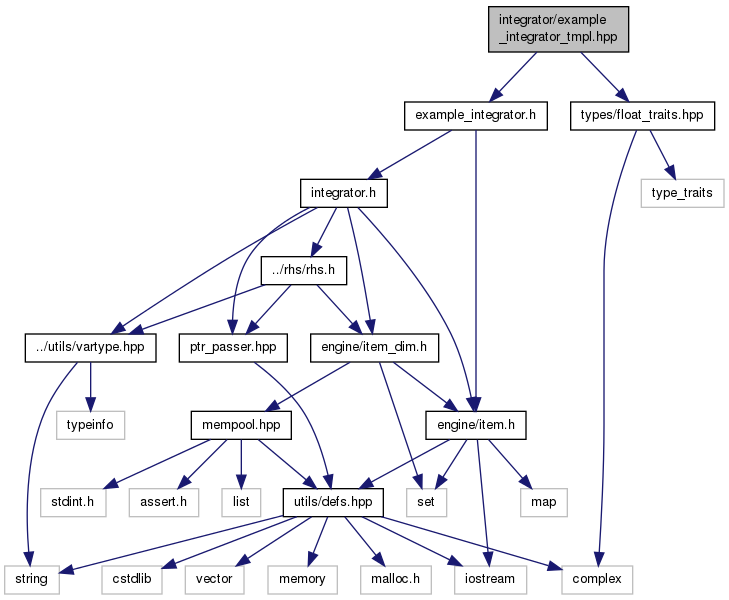 integrator/example
_integrator_tmpl.hpp
example_integrator.h
types/float_traits.hpp
integrator.h
type_traits
../rhs/rhs.h
../utils/vartype.hpp
ptr_passer.hpp
engine/item_dim.h
typeinfo
mempool.hpp
engine/item.h
stdint.h
assert.h
list
utils/defs.hpp
set
map
string
cstdlib
vector
memory
malloc.h
iostream
complex